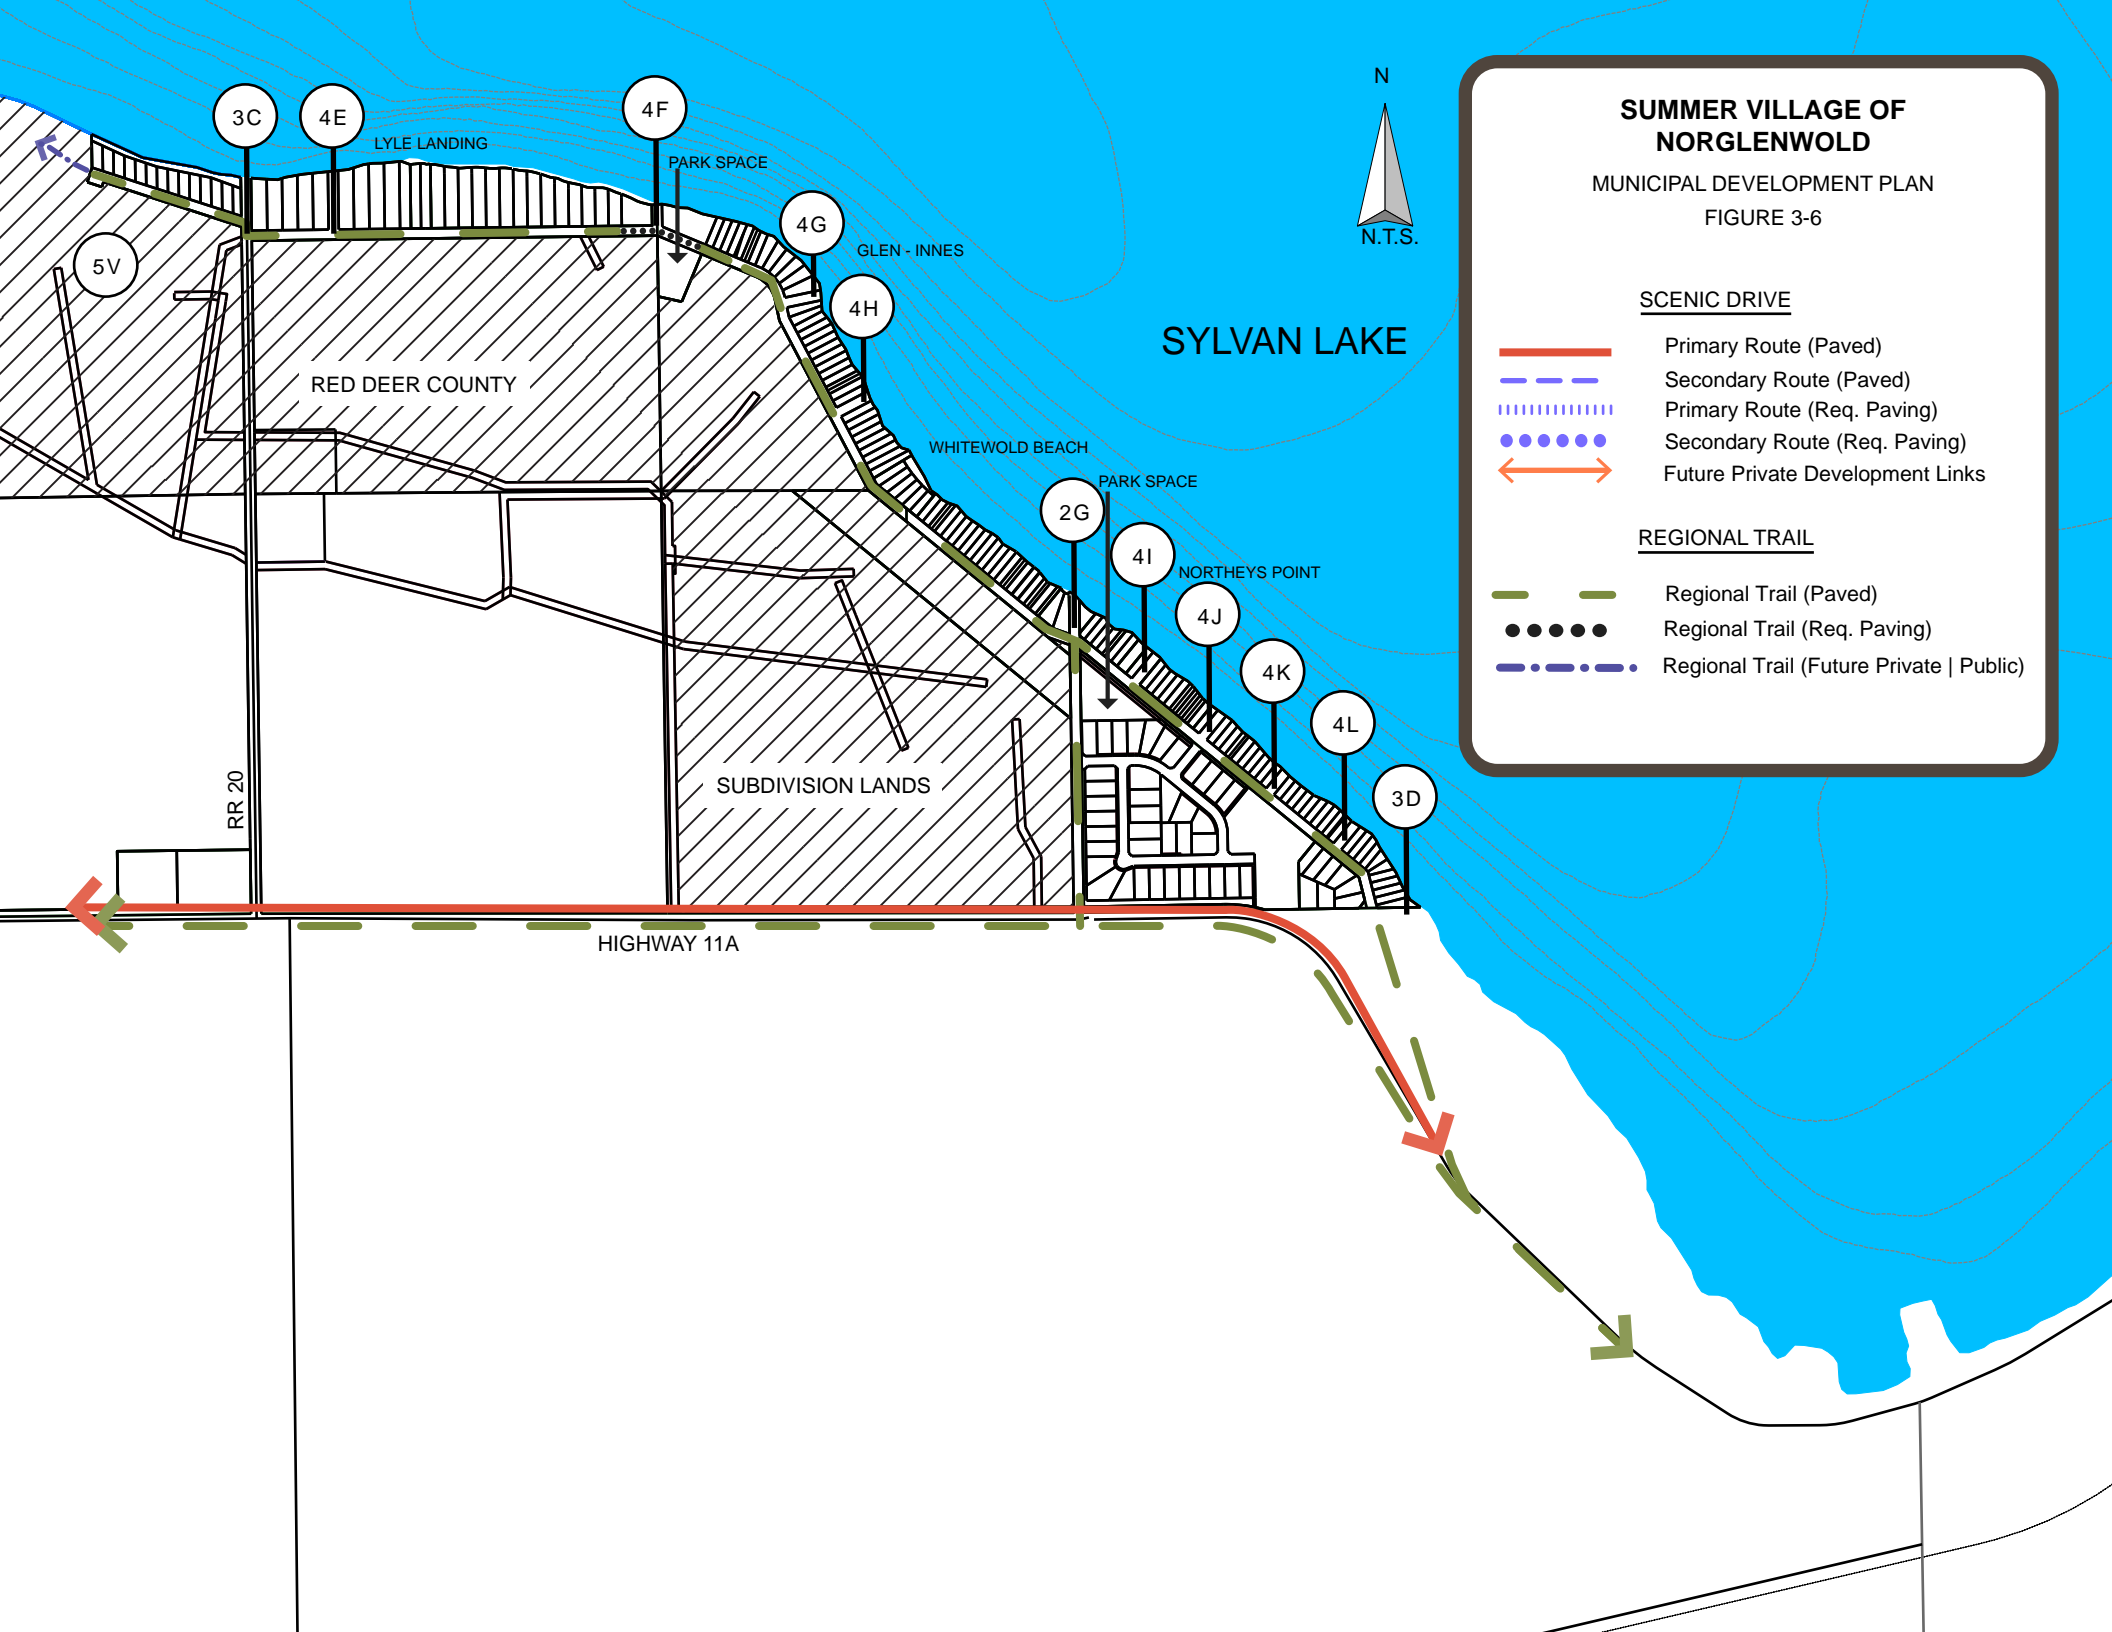 SUMMER VILLAGE OF
NORGLENWOLD
MUNICIPAL DEVELOPMENT PLAN
FIGURE 3-6
SCENIC DRIVE
Primary Route (Paved)
Secondary Route (Paved)
Primary Route (Req. Paving)
Secondary Route (Req. Paving)
Future Private Development Links
REGIONAL TRAIL
Regional Trail (Paved)
Regional Trail (Req. Paving)
Regional Trail (Future Private | Public)
N
N.T.S.
3C
4E
4F
LYLE LANDING
PARK SPACE
4G
GLEN - INNES
5V
4H
SYLVAN LAKE
RED DEER COUNTY
WHITEWOLD BEACH
PARK SPACE
2G
4I
NORTHEYS POINT
4J
4K
4L
SUBDIVISION LANDS
3D
RR 20
HIGHWAY 11A